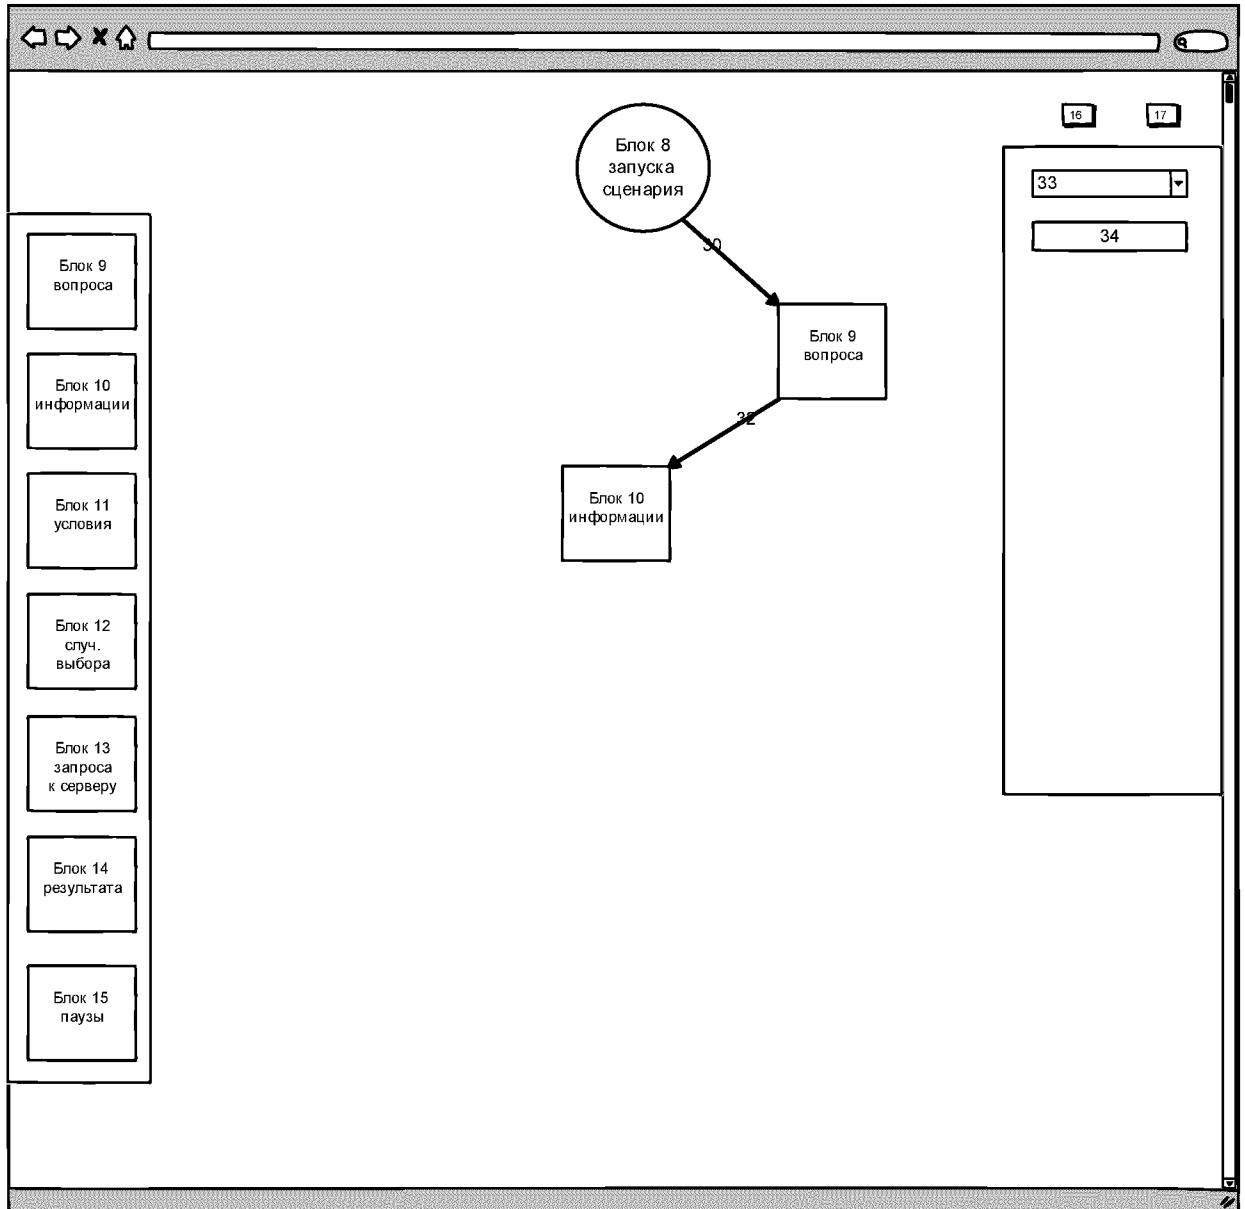 16
17
Блок 8
запуска
сценария
33
34
30
Блок 9
вопроса
Блок 9
вопроса
Блок 10
информации
32
Блок 10
информации
Блок 11
условия
Блок 12
случ.
выбора
Блок 13
запроса
к серверу
Блок 14
результата
Блок 15
паузы